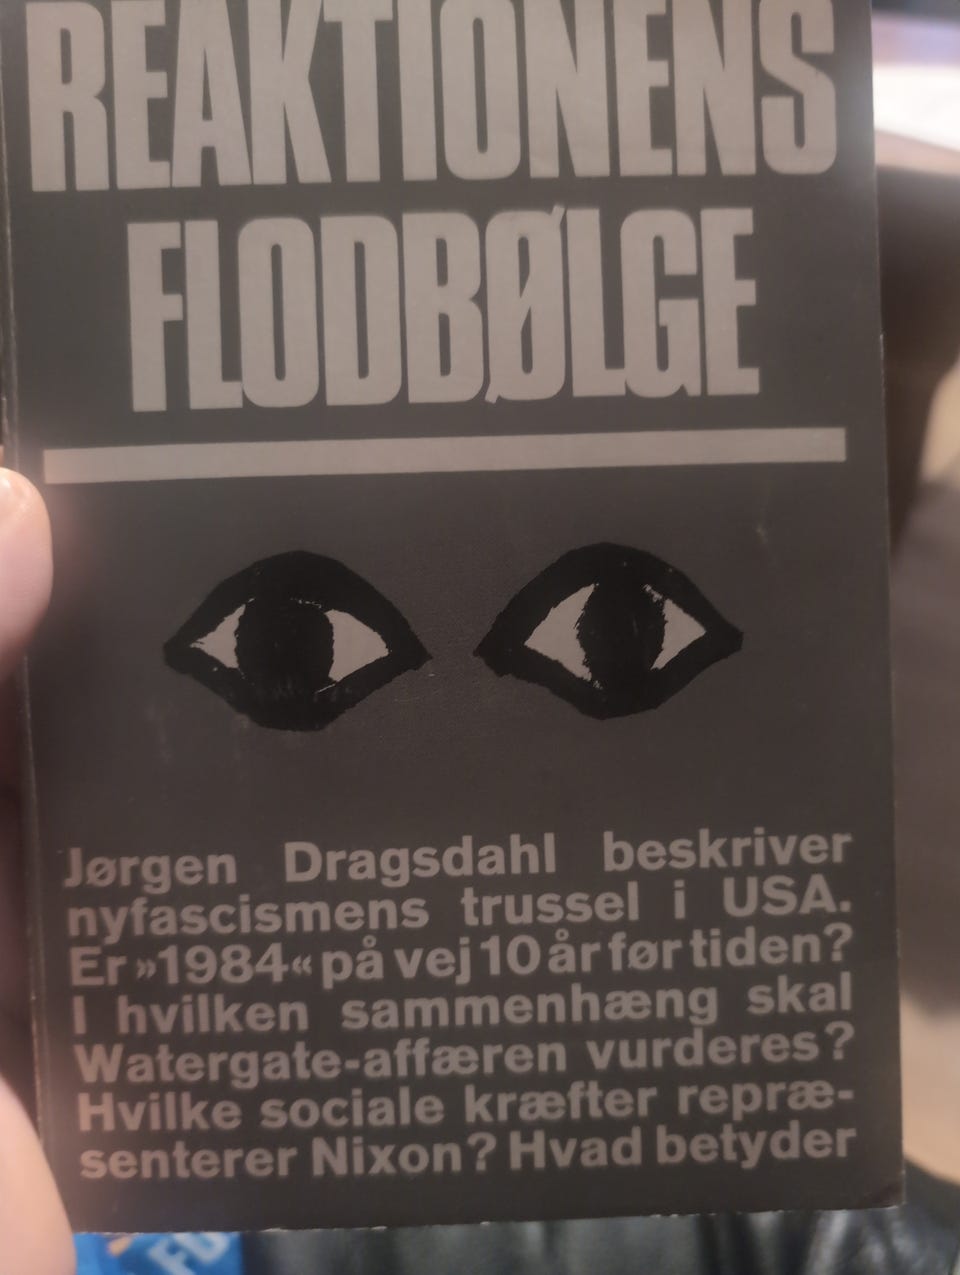 REAKTIONENS
FLODBØLGE
Jørgen Dragsdahl beskriver
nyfascismens trussel i USA.
Er »1984« på vej 10 år før tiden?
I hvilken sammenhæng skal
Watergate-affæren vurderes?
Hvilke sociale kræfter repræ-
senterer Nixon? Hvad betyder